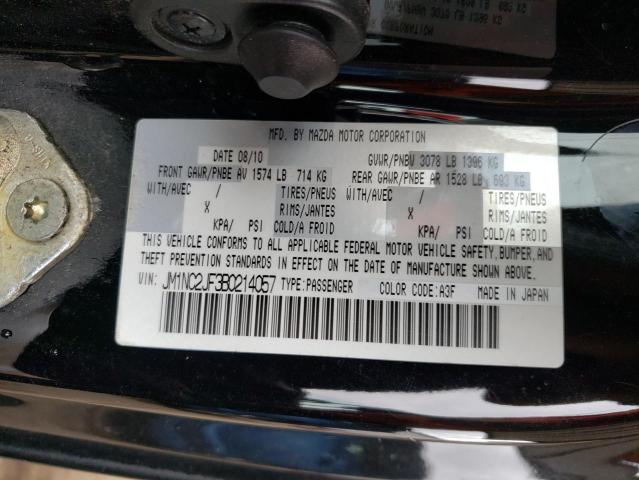 MFD. BY MAZDA MOTOR CORPORATION
DATE 08/10 GVWR/PNBV 3078 LB 1396 KG
FRONT GAWR/PNBE AV 1574 LB 714 KG REAR GAWR/PNBE AR 1528 LB 693 KG
WITH/AVEC / TIRES/PNEUS WITH/AVEC / TIRES/PNEUS
X RIMS/JANTES X RIMS/JANTES
KPA/ PSI COLD/A FROID KPA/ PSI COLD/A FROID
THIS VEHICLE CONFORMS TO ALL APPLICABLE FEDERAL MOTOR VEHICLE SAFETY, BUMPER, AND
THEFT PREVENTION STANDARDS IN EFFECT ON THE DATE OF MANUFACTURE SHOWN ABOVE.
VIN: JM1NC2JF3B0214057 TYPE:PASSENGER COLOR CODE:A3F MADE IN JAPAN